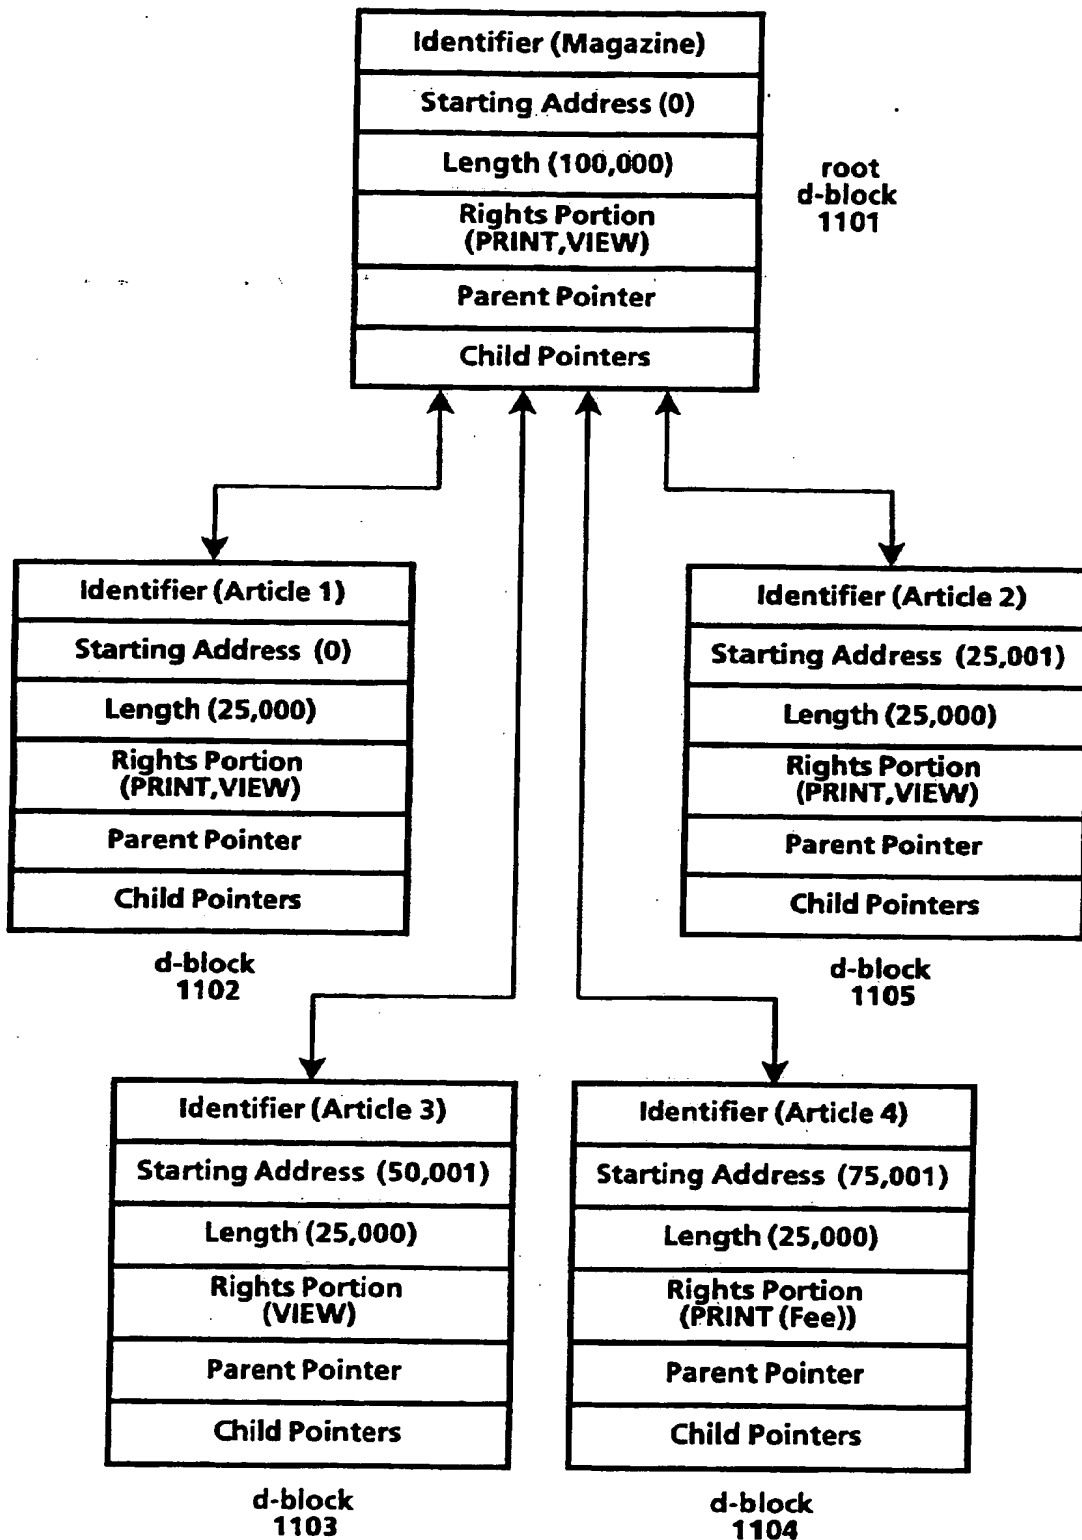 Identifier (Magazine)
Starting Address (0)
Length (100,000)
Rights Portion
(PRINT,VIEW)
Parent Pointer
Child Pointers
root
d-block
1101
Identifier (Article 1)
Starting Address (0)
Length (25,000)
Rights Portion
(PRINT,VIEW)
Parent Pointer
Child Pointers
d-block
1102
Identifier (Article 2)
Starting Address (25,001)
Length (25,000)
Rights Portion
(PRINT,VIEW)
Parent Pointer
Child Pointers
d-block
1105
Identifier (Article 3)
Starting Address (50,001)
Length (25,000)
Rights Portion
(VIEW)
Parent Pointer
Child Pointers
d-block
1103
Identifier (Article 4)
Starting Address (75,001)
Length (25,000)
Rights Portion
(PRINT (Fee))
Parent Pointer
Child Pointers
d-block
1104